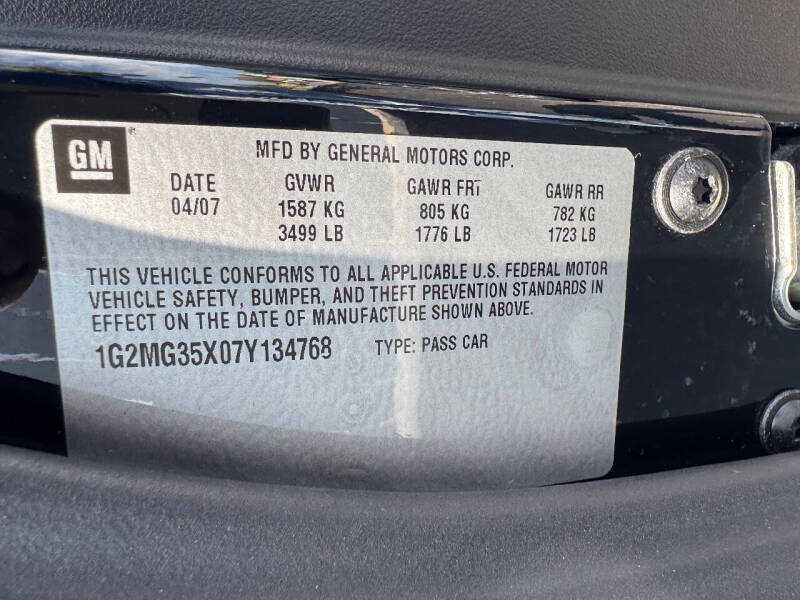 GM
MFD BY GENERAL MOTORS CORP.
DATE GVWR GAWR FRT GAWR RR
04/07 1587 KG 805 KG 782 KG
3499 LB 1776 LB 1723 LB
THIS VEHICLE CONFORMS TO ALL APPLICABLE U.S. FEDERAL MOTOR
VEHICLE SAFETY, BUMPER, AND THEFT PREVENTION STANDARDS IN
EFFECT ON THE DATE OF MANUFACTURE SHOWN ABOVE.
1G2MG35X07Y134768 TYPE: PASS CAR